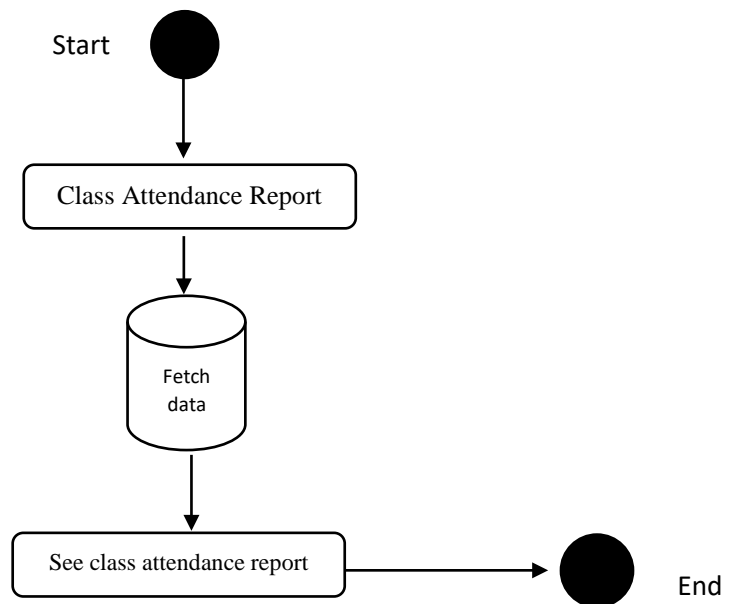 Start
Class Attendance Report
Fetch
data
See class attendance report
End